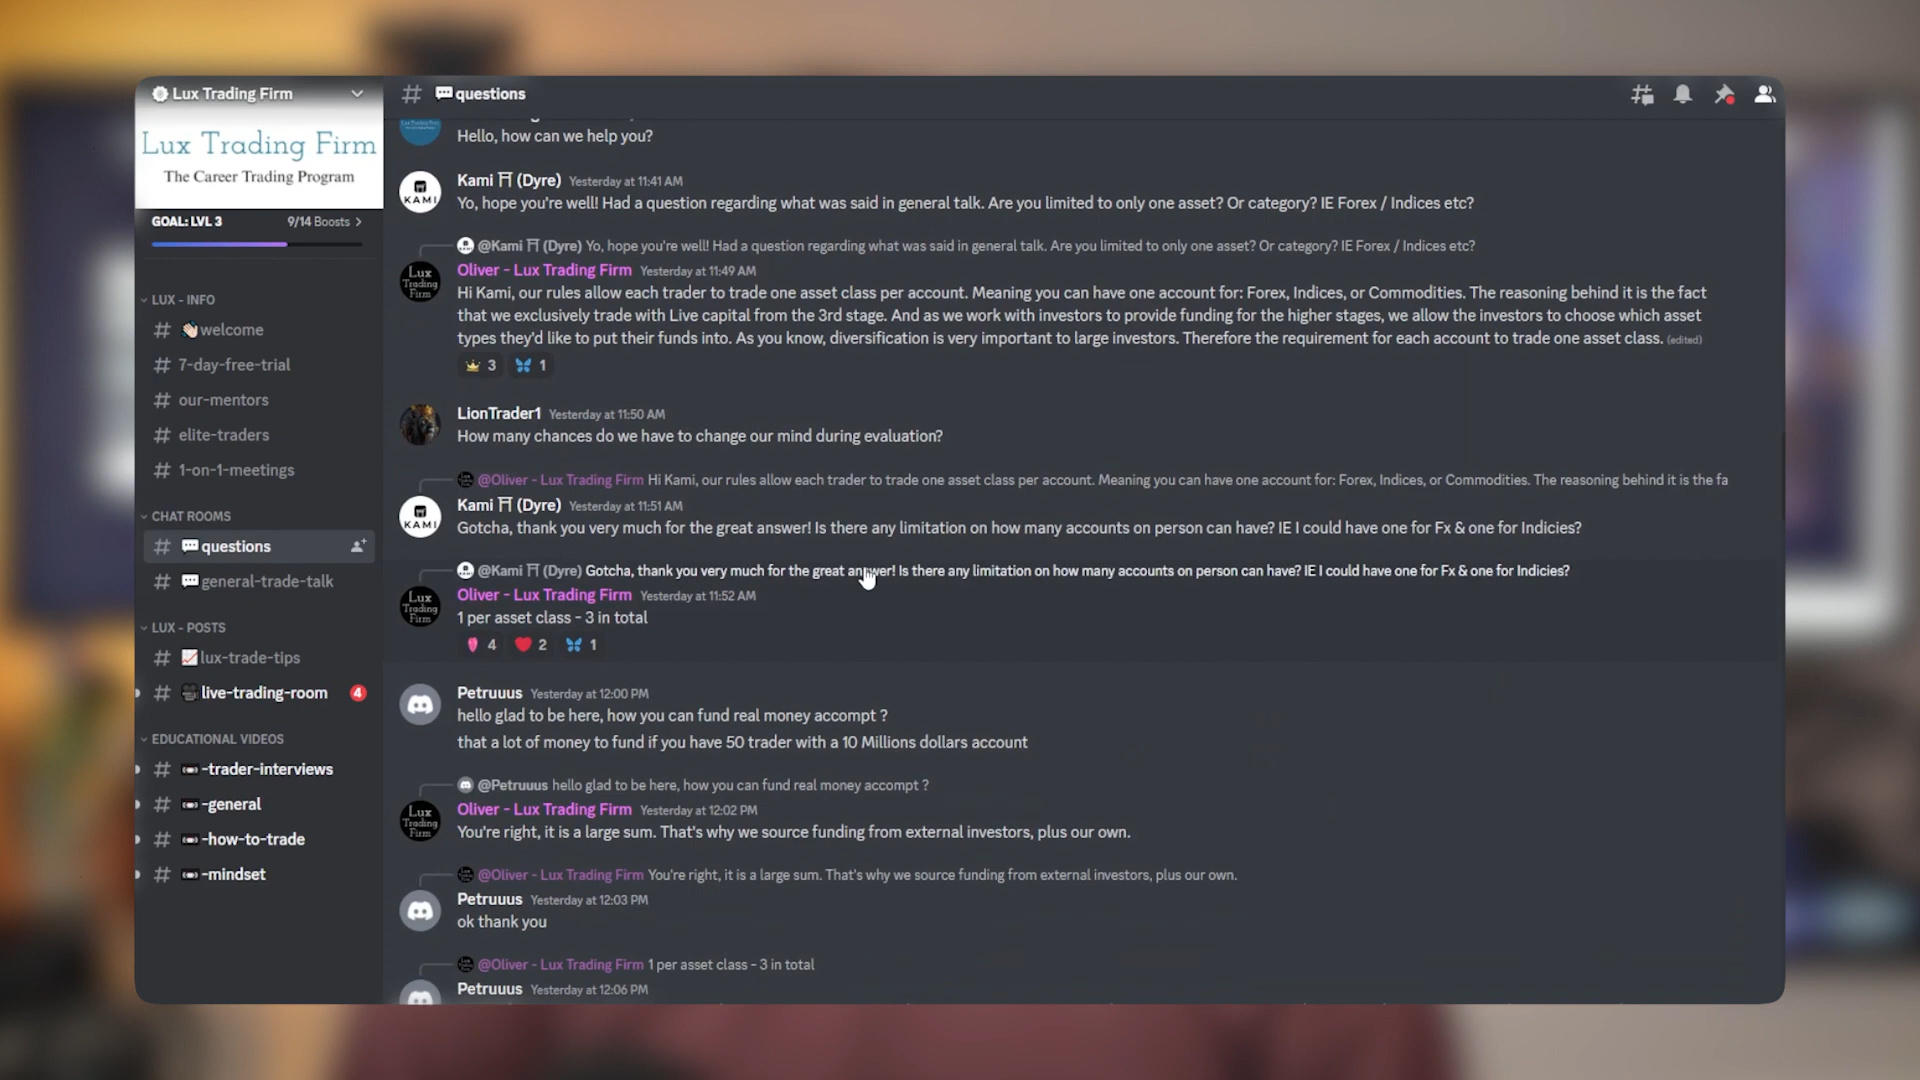 Lux Trading Firm
Lux Trading Firm
The Career Trading Program
GOAL: LVL 3 9/14 Boosts
LUX - INFO
# 👋🏻welcome
# 7-day-free-trial
# our-mentors
# elite-traders
# 1-on-1-meetings
CHAT ROOMS
# 💬questions
# 💬general-trade-talk
LUX - POSTS
# 📈lux-trade-tips
# live-trading-room 4
EDUCATIONAL VIDEOS
# -trader-interviews
# -general
# -how-to-trade
# -mindset
# 💬questions
Hello, how can we help you?
KAMI
Kami ⛩ (Dyre) Yesterday at 11:41 AM
Yo, hope you're well! Had a question regarding what was said in general talk. Are you limited to only one asset? Or category? IE Forex / Indices etc?
@Kami ⛩ (Dyre) Yo, hope you're well! Had a question regarding what was said in general talk. Are you limited to only one asset? Or category? IE Forex / Indices etc?
Lux
Trading
Firm
Oliver - Lux Trading Firm Yesterday at 11:49 AM
Hi Kami, our rules allow each trader to trade one asset class per account. Meaning you can have one account for: Forex, Indices, or Commodities. The reasoning behind it is the fact
that we exclusively trade with Live capital from the 3rd stage. And as we work with investors to provide funding for the higher stages, we allow the investors to choose which asset
types they'd like to put their funds into. As you know, diversification is very important to large investors. Therefore the requirement for each account to trade one asset class. (edited)
3 1
LionTrader1 Yesterday at 11:50 AM
How many chances do we have to change our mind during evaluation?
@Oliver - Lux Trading Firm Hi Kami, our rules allow each trader to trade one asset class per account. Meaning you can have one account for: Forex, Indices, or Commodities. The reasoning behind it is the fa
KAMI
Kami ⛩ (Dyre) Yesterday at 11:51 AM
Gotcha, thank you very much for the great answer! Is there any limitation on how many accounts on person can have? IE I could have one for Fx & one for Indicies?
@Kami ⛩ (Dyre) Gotcha, thank you very much for the great answer! Is there any limitation on how many accounts on person can have? IE I could have one for Fx & one for Indicies?
Lux
Trading
Firm
Oliver - Lux Trading Firm Yesterday at 11:52 AM
1 per asset class - 3 in total
4 2 1
Petruuus Yesterday at 12:00 PM
hello glad to be here, how you can fund real money accompt ?
that a lot of money to fund if you have 50 trader with a 10 Millions dollars account
@Petruuus hello glad to be here, how you can fund real money accompt ?
Lux
Trading
Firm
Oliver - Lux Trading Firm Yesterday at 12:02 PM
You're right, it is a large sum. That's why we source funding from external investors, plus our own.
@Oliver - Lux Trading Firm You're right, it is a large sum. That's why we source funding from external investors, plus our own.
Petruuus Yesterday at 12:03 PM
ok thank you
@Oliver - Lux Trading Firm 1 per asset class - 3 in total
Petruuus Yesterday at 12:06 PM